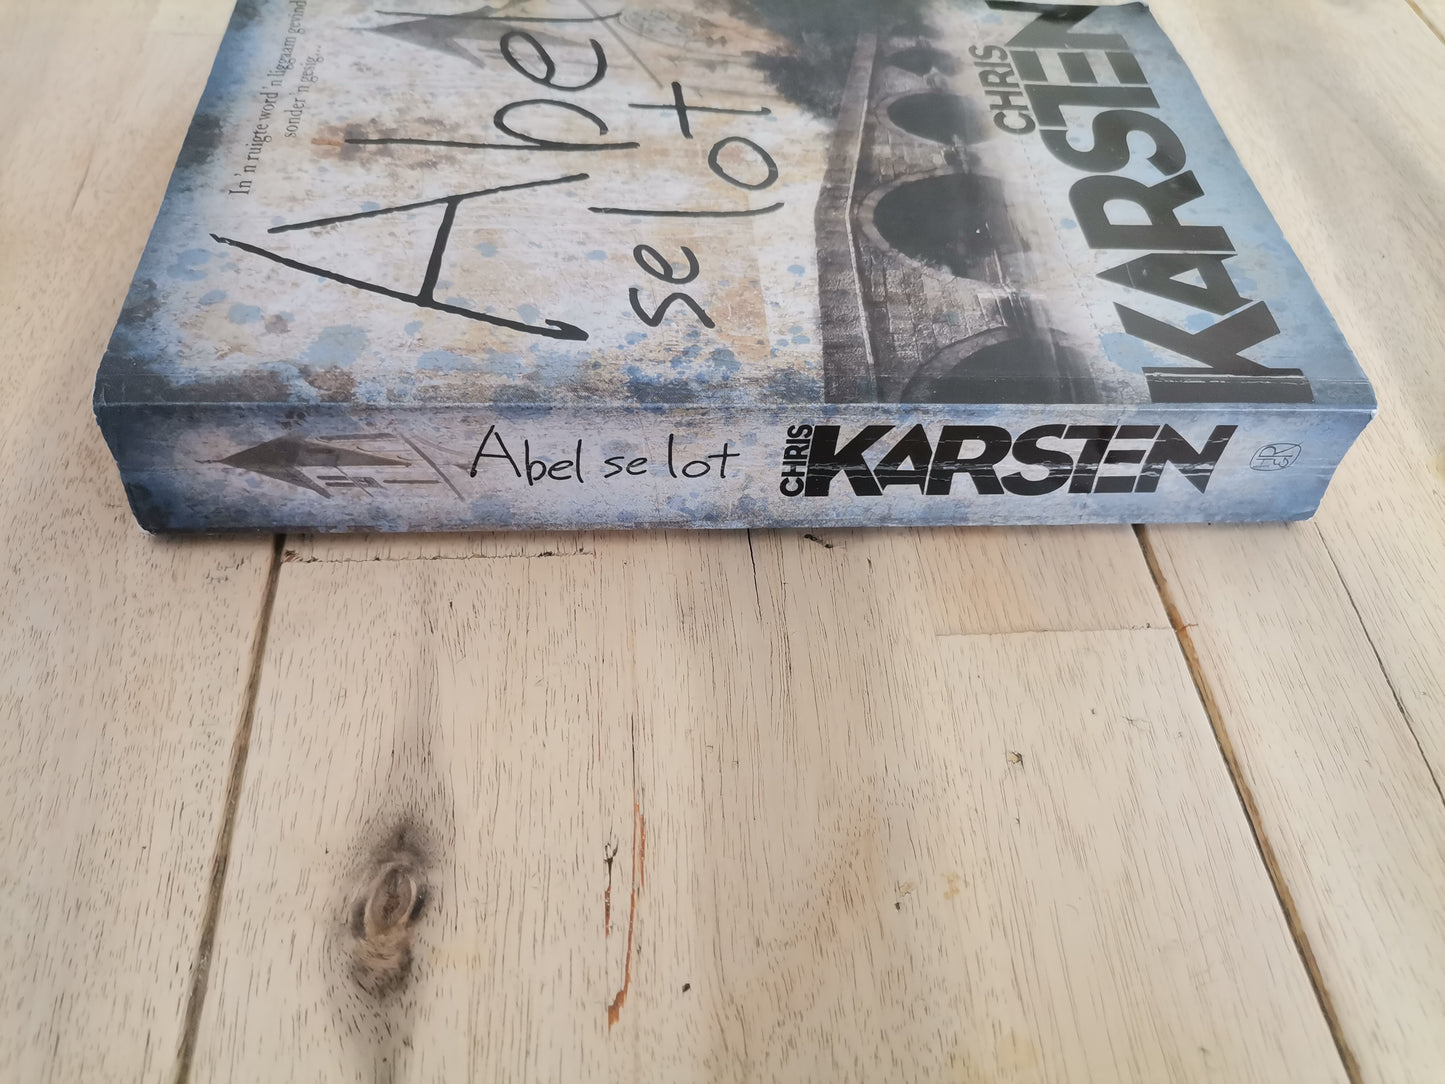 In 'n ruigte word 'n liggaam gevind
sonder 'n gesig...
Abel
se lot
CHRIS
KARSTEN
Abel se lot
CHRIS
KARSTEN